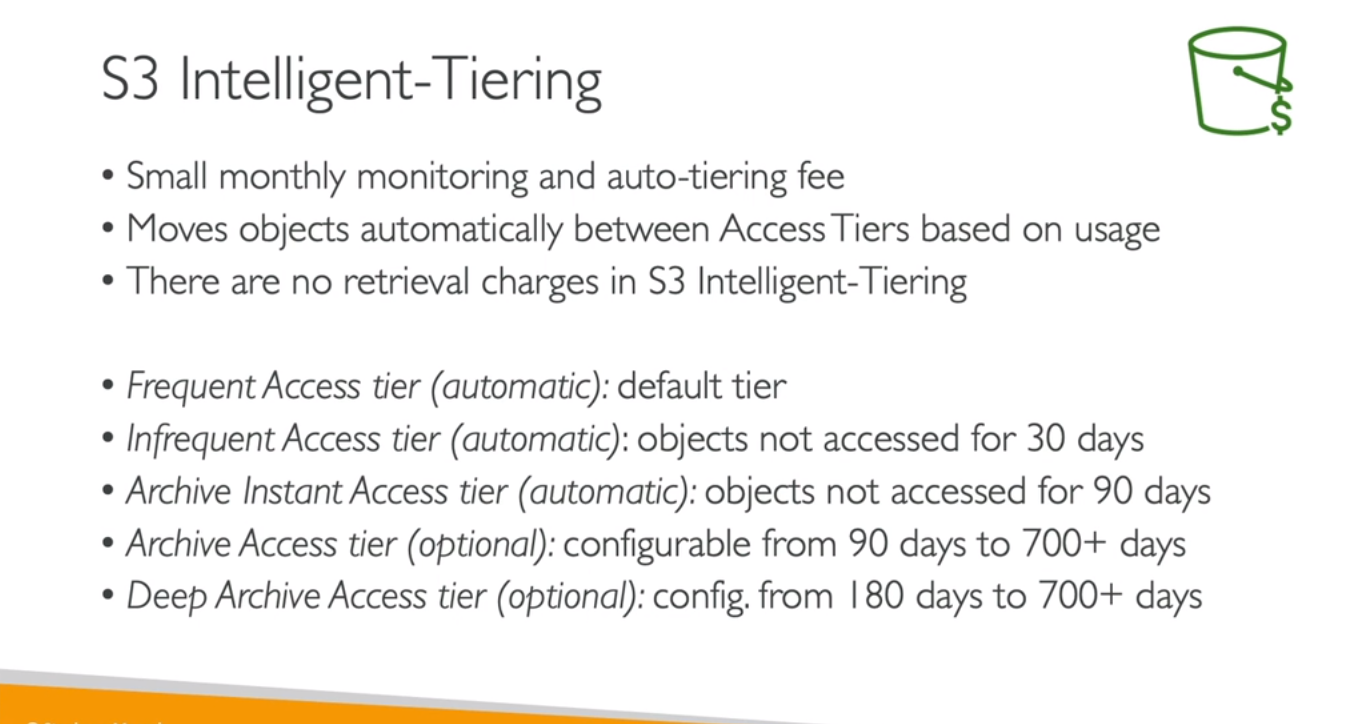 S3 Intelligent-Tiering
$
• Small monthly monitoring and auto-tiering fee
• Moves objects automatically between Access Tiers based on usage
• There are no retrieval charges in S3 Intelligent-Tiering
• Frequent Access tier (automatic): default tier
• Infrequent Access tier (automatic): objects not accessed for 30 days
• Archive Instant Access tier (automatic): objects not accessed for 90 days
• Archive Access tier (optional): configurable from 90 days to 700+ days
• Deep Archive Access tier (optional): config. from 180 days to 700+ days